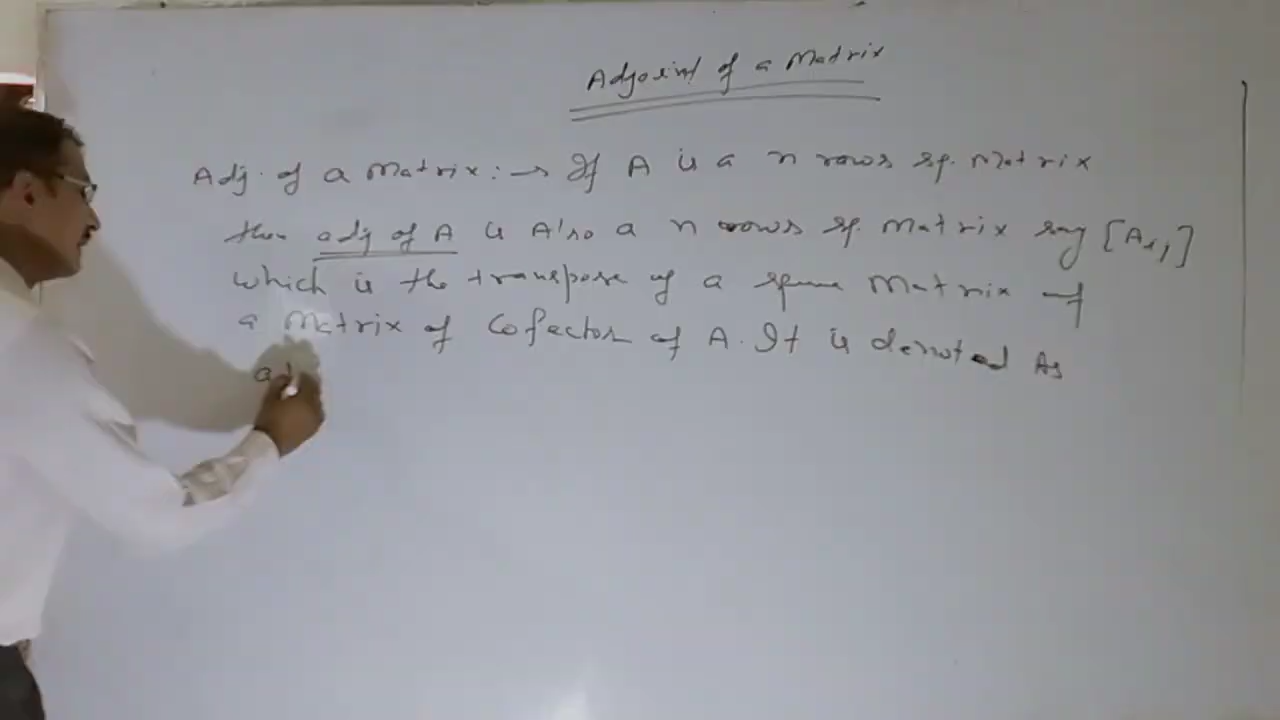 Adjoint of a Matrix
Adj. of a Matrix :→ If A is a n rows sq. Matrix
then adj of A is Also a n rows sq. Matrix say [Aij]
which is the transpose of a square Matrix of
a Matrix of Cofactor of A. It is denoted As
ad